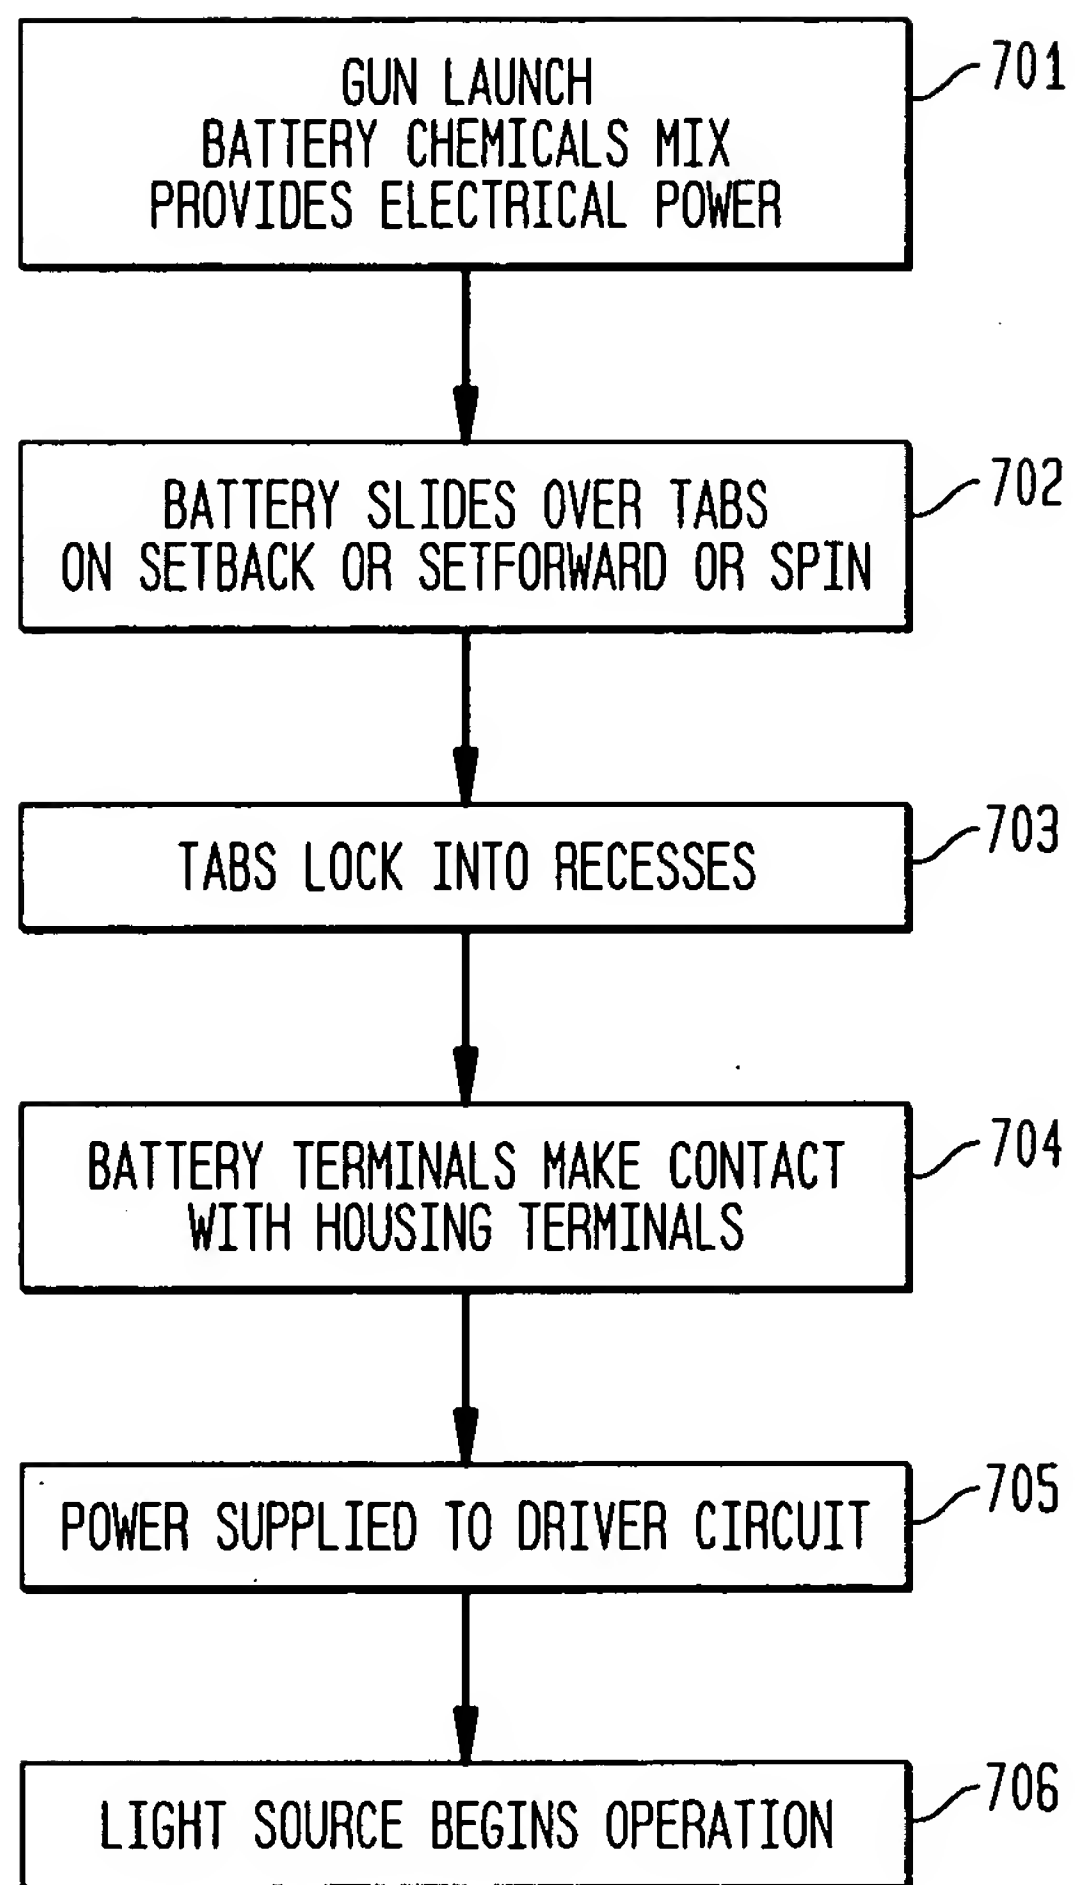 GUN LAUNCH
BATTERY CHEMICALS MIX
PROVIDES ELECTRICAL POWER
701
BATTERY SLIDES OVER TABS
ON SETBACK OR SETFORWARD OR SPIN
702
TABS LOCK INTO RECESSES
703
BATTERY TERMINALS MAKE CONTACT
WITH HOUSING TERMINALS
704
POWER SUPPLIED TO DRIVER CIRCUIT
705
LIGHT SOURCE BEGINS OPERATION
706